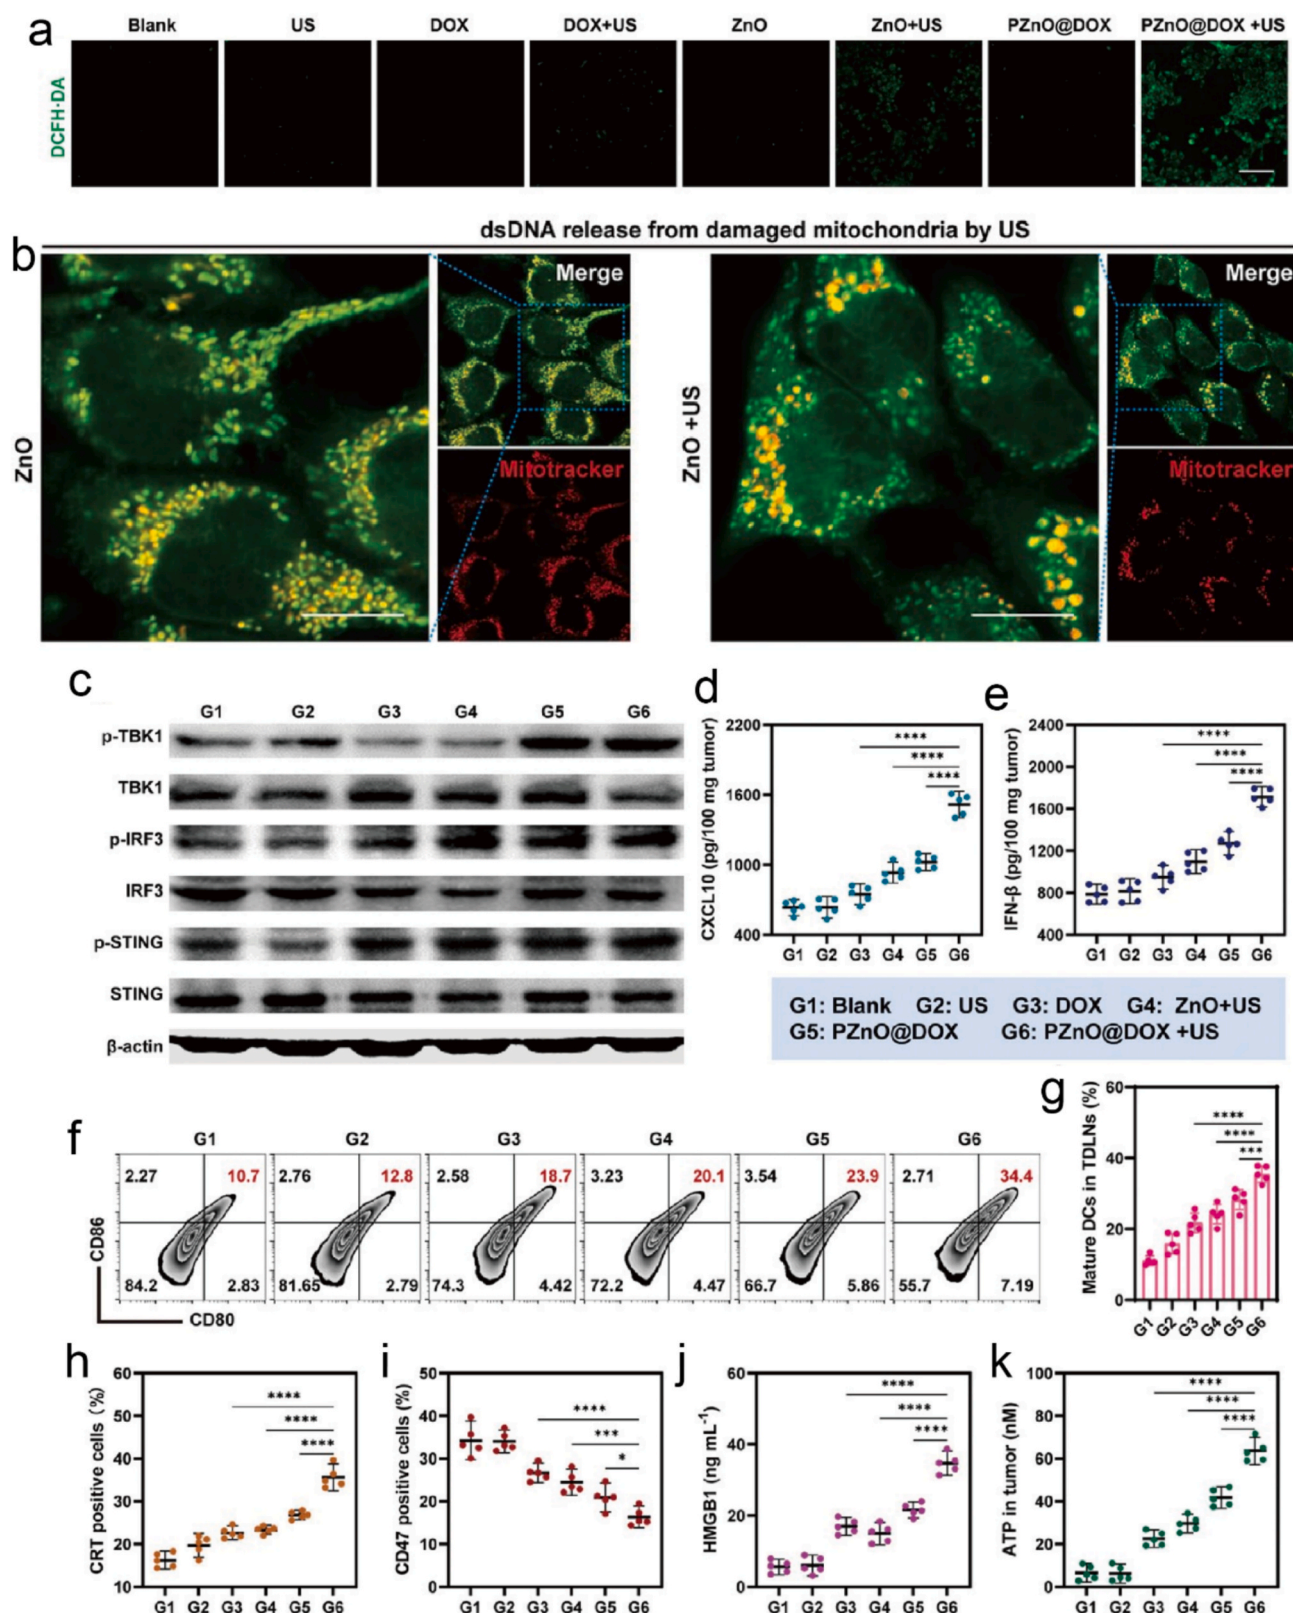 a
Blank US DOX DOX+US ZnO ZnO+US PZnO@DOX PZnO@DOX +US
DCFH-DA
dsDNA release from damaged mitochondria by US
b
ZnO
Merge
Mitotracker
ZnO +US
Merge
Mitotracker
c
G1 G2 G3 G4 G5 G6
p-TBK1
TBK1
p-IRF3
IRF3
p-STING
STING
β-actin
d
CXCL10 (pg/100 mg tumor)
2200
1600
1000
400
****
****
****
G1 G2 G3 G4 G5 G6
e
IFN-β (pg/100 mg tumor)
2400
2000
1600
1200
800
400
****
****
****
G1 G2 G3 G4 G5 G6
G1: Blank G2: US G3: DOX G4: ZnO+US
G5: PZnO@DOX G6: PZnO@DOX +US
f
G1 G2 G3 G4 G5 G6
2.27 10.7 2.76 12.8 2.58 18.7 3.23 20.1 3.54 23.9 2.71 34.4
84.2 2.83 81.65 2.79 74.3 4.42 72.2 4.47 66.7 5.86 55.7 7.19
CD86
CD80
g
Mature DCs in TDLNs (%)
60
40
20
0
****
****
***
G1 G2 G3 G4 G5 G6
h
CRT positive cells (%)
60
50
40
30
20
10
****
****
****
G1 G2 G3 G4 G5 G6
i
CD47 positive cells (%)
50
40
30
20
10
0
****
***
*
G1 G2 G3 G4 G5 G6
j
HMGB1 (ng mL⁻¹)
60
40
20
0
****
****
****
G1 G2 G3 G4 G5 G6
k
ATP in tumor (nM)
100
80
60
40
20
0
****
****
****
G1 G2 G3 G4 G5 G6